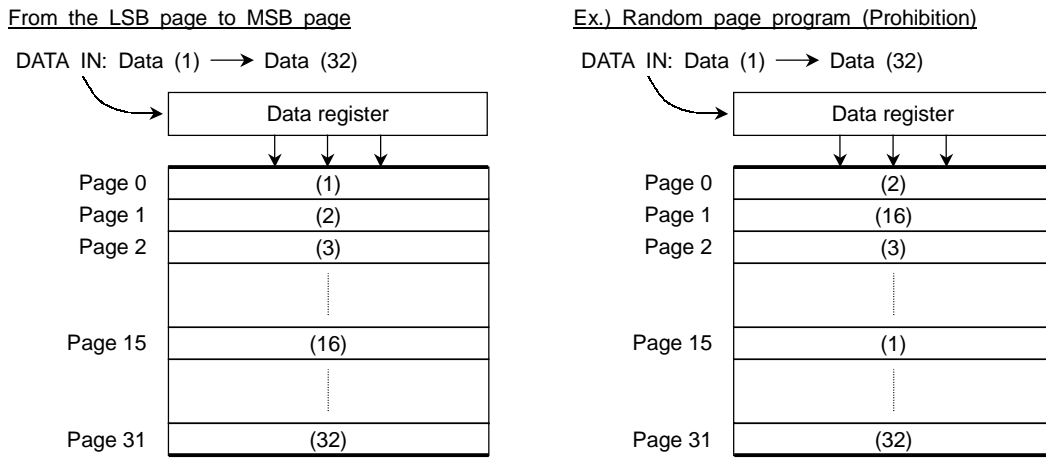 From the LSB page to MSB page
DATA IN: Data (1) → Data (32)
Data register
Page 0 (1)
Page 1 (2)
Page 2 (3)
Page 15 (16)
Page 31 (32)
Ex.) Random page program (Prohibition)
DATA IN: Data (1) → Data (32)
Data register
Page 0 (2)
Page 1 (16)
Page 2 (3)
Page 15 (1)
Page 31 (32)